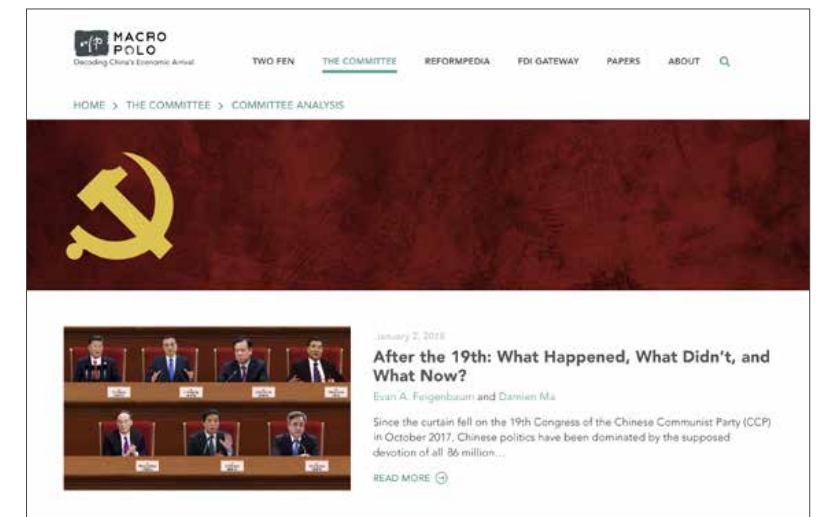 MACRO
POLO
Decoding China's Economic Arrival
TWO FEN THE COMMITTEE REFORMPEDIA FDI GATEWAY PAPERS ABOUT
HOME > THE COMMITTEE > COMMITTEE ANALYSIS
January 2, 2018
After the 19th: What Happened, What Didn't, and
What Now?
Evan A. Feigenbaum and Damien Ma
Since the curtain fell on the 19th Congress of the Chinese Communist Party (CCP)
in October 2017, Chinese politics have been dominated by the supposed
devotion of all 86 million...
READ MORE